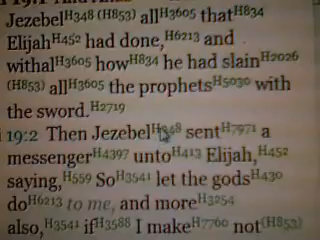 Jezebel H348 (H853) all H3605 that H834
Elijah H452 had done, H6213 and
withal H3605 how H834 he had slain H2026
(H853) all H3605 the prophets H5030 with
the sword. H2719
19:2 Then Jezebel H348 sent H7971 a
messenger H4397 unto H413 Elijah, H452
saying, H559 So H3541 let the gods H430
do H6213 to me, and more H3254
also, H3541 if H3588 I make H7760 not (H853)